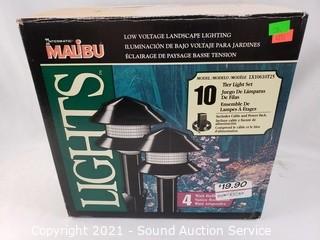 INTERMATIC
MALIBU
LOW VOLTAGE LANDSCAPE LIGHTING
ILUMINACIÓN DE BAJO VOLTAJE PARA JARDINES
ÉCLAIRAGE DE PAYSAGE BASSE TENSION
LIGHTS
MODEL/MODELO/MODÈLE LX10610T25
10
Tier Light Set
Juego De Lámparas
De Filas
Ensemble De
Lampes À Étages
Includes Cable and Power Pack.
Incluye cable y fuente de
alimentación.
Comprend le câble et le bloc
d'alimentation.
4
$19.90
Copyright 2021 - Sound Auction Service